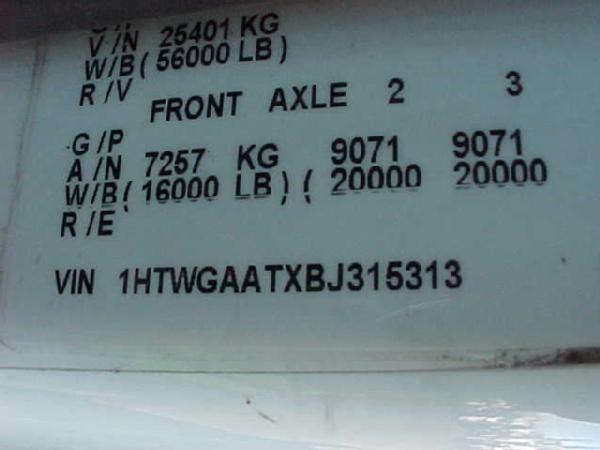 V/N 25401 KG
W/B ( 56000 LB )
R /V
FRONT AXLE 2 3
G /P
A /N 7257 KG 9071 9071
W/B ( 16000 LB ) ( 20000 20000
R /E
VIN 1HTWGAATXBJ315313